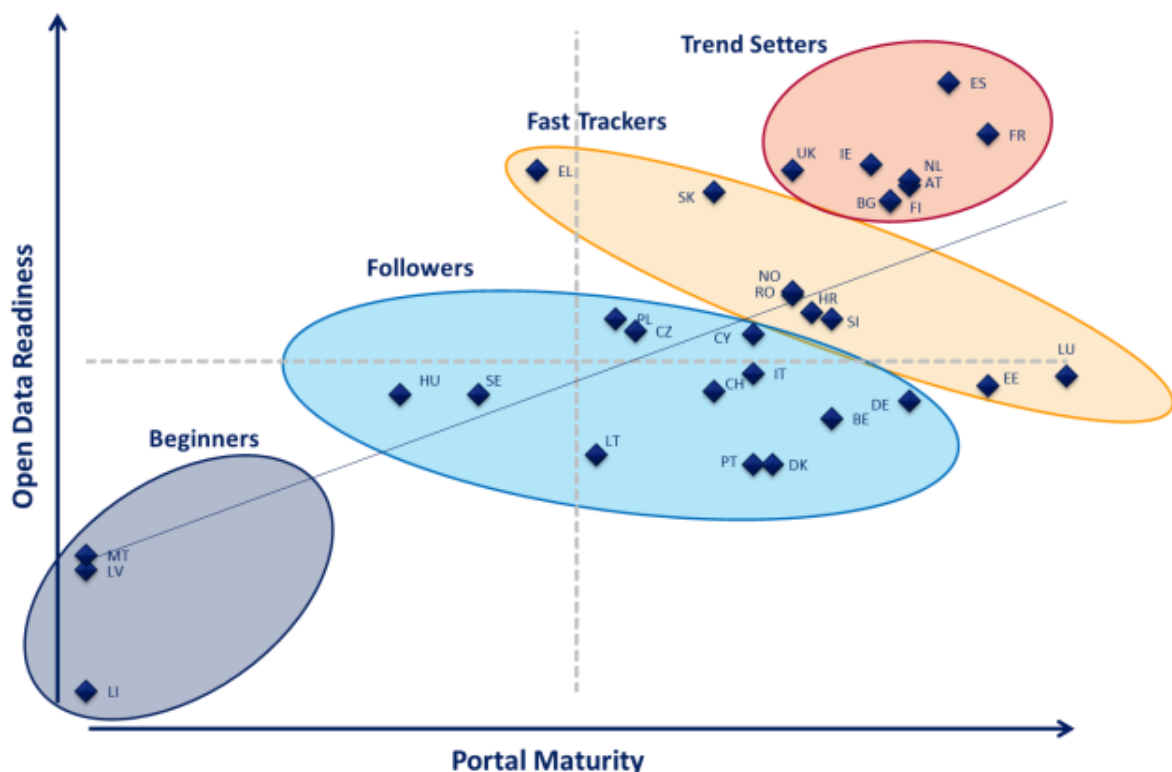 Trend Setters
ES
Fast Trackers
FR
UK
IE
NL
EL
AT
SK
BG
FI
Followers
NO
RO
HR
PL
SI
CZ
CY
LU
IT
HU
SE
CH
EE
DE
BE
Beginners
LT
PT
DK
MT
LV
LI
Open Data Readiness
Portal Maturity